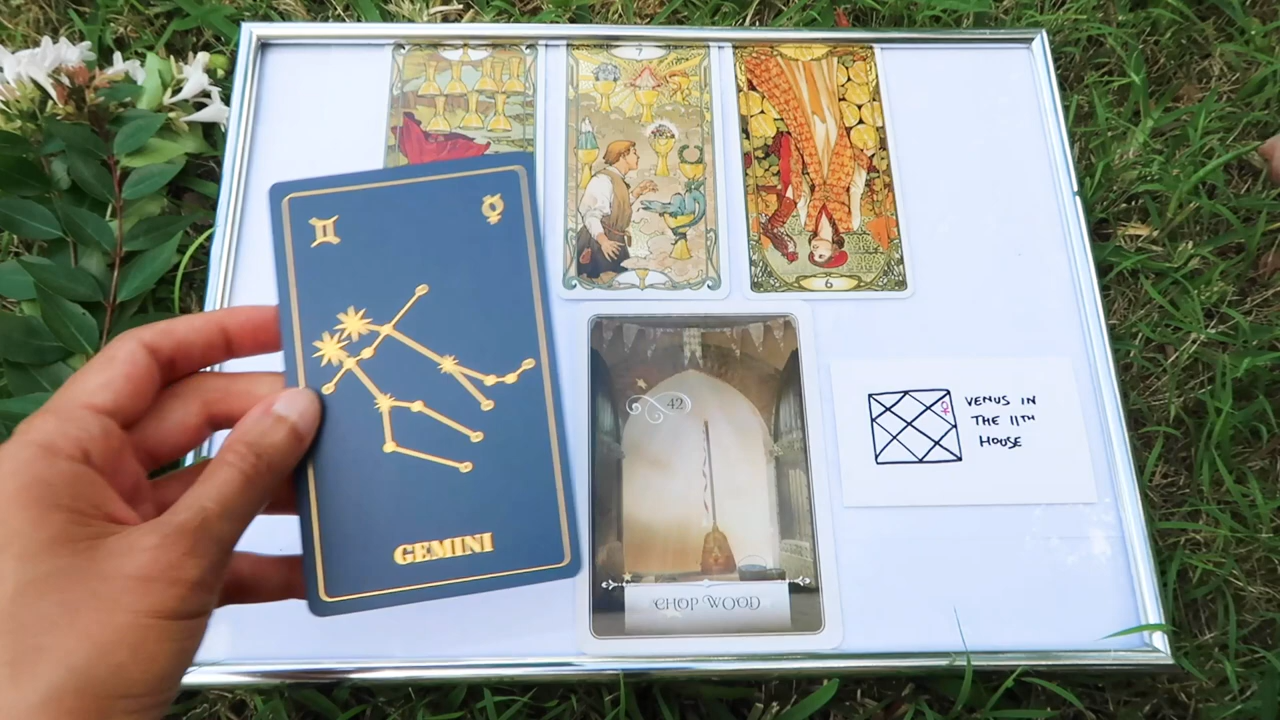 7
6
42
GEMINI
CHOP WOOD
VENUS IN
THE 11TH
HOUSE